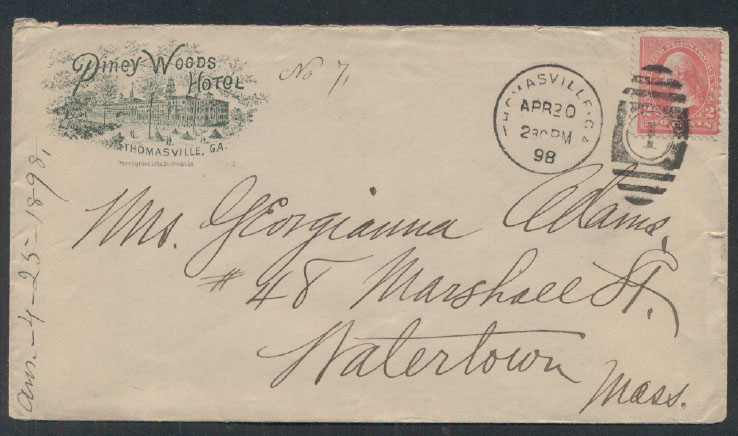 Piney Woods
Hotel
THOMASVILLE, GA.
No 7,
THOMASVILLE, GA
APR 20
2 30 PM
98
1
Mrs. Georgianna Adams,
# 48 Marshall St.
Watertown
Mass.
ans. - 4 - 25 - 1898,